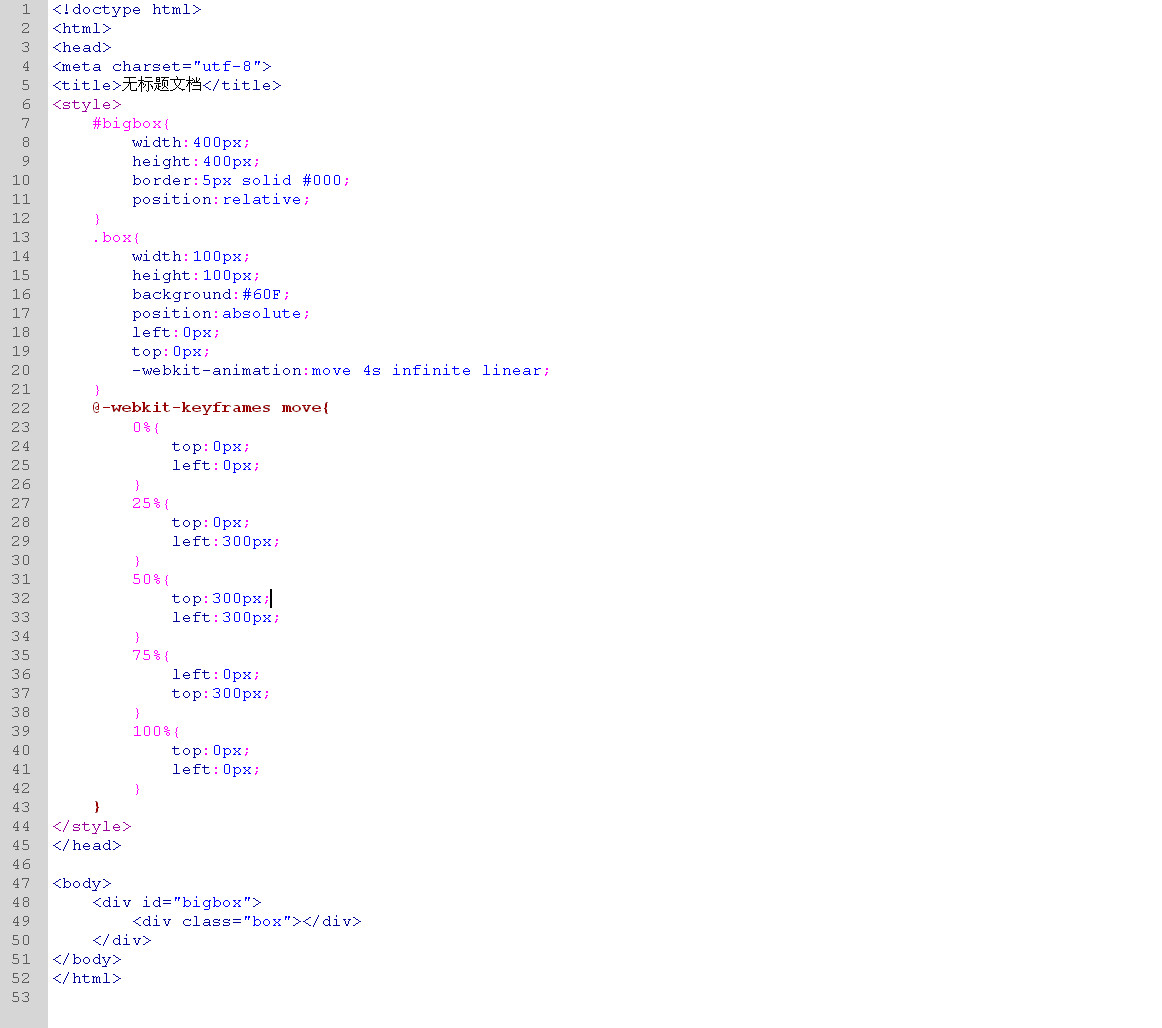 1 <!doctype html>
2 <html>
3 <head>
4 <meta charset="utf-8">
5 <title>无标题文档</title>
6 <style>
7     #bigbox{
8         width:400px;
9         height:400px;
10         border:5px solid #000;
11         position:relative;
12     }
13     .box{
14         width:100px;
15         height:100px;
16         background:#60F;
17         position:absolute;
18         left:0px;
19         top:0px;
20         -webkit-animation:move 4s infinite linear;
21     }
22     @-webkit-keyframes move{
23         0%{
24             top:0px;
25             left:0px;
26         }
27         25%{
28             top:0px;
29             left:300px;
30         }
31         50%{
32             top:300px;
33             left:300px;
34         }
35         75%{
36             left:0px;
37             top:300px;
38         }
39         100%{
40             top:0px;
41             left:0px;
42         }
43     }
44 </style>
45 </head>
46
47 <body>
48     <div id="bigbox">
49         <div class="box"></div>
50     </div>
51 </body>
52 </html>
53